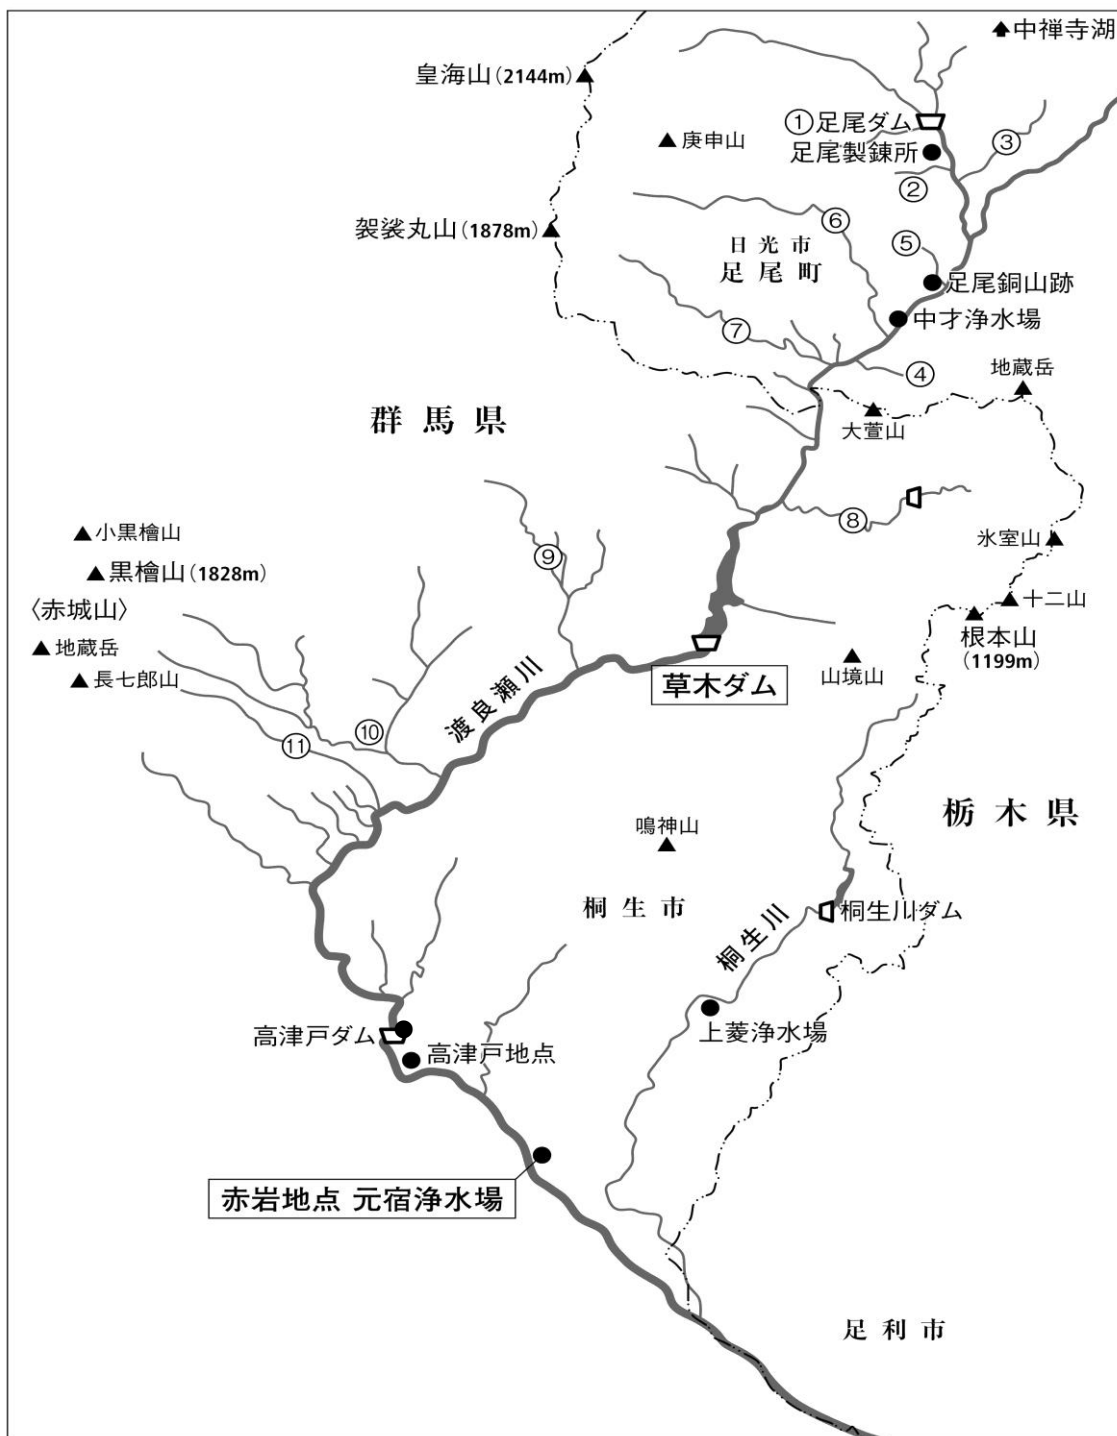 中禅寺湖
皇海山(2144m)
①足尾ダム
③
庚申山
足尾製錬所
②
⑥
袈裟丸山(1878m)
日光市
足尾町
⑤
足尾銅山跡
中才浄水場
⑦
④
地蔵岳
群馬県
大萱山
⑧
小黒檜山
⑨
氷室山
黒檜山(1828m)
〈赤城山〉
十二山
地蔵岳
根本山
(1199m)
長七郎山
草木ダム
山境山
渡良瀬川
⑩
⑪
栃木県
鳴神山
桐生市
桐生川ダム
桐生川
上菱浄水場
高津戸ダム
高津戸地点
赤岩地点 元宿浄水場
足利市